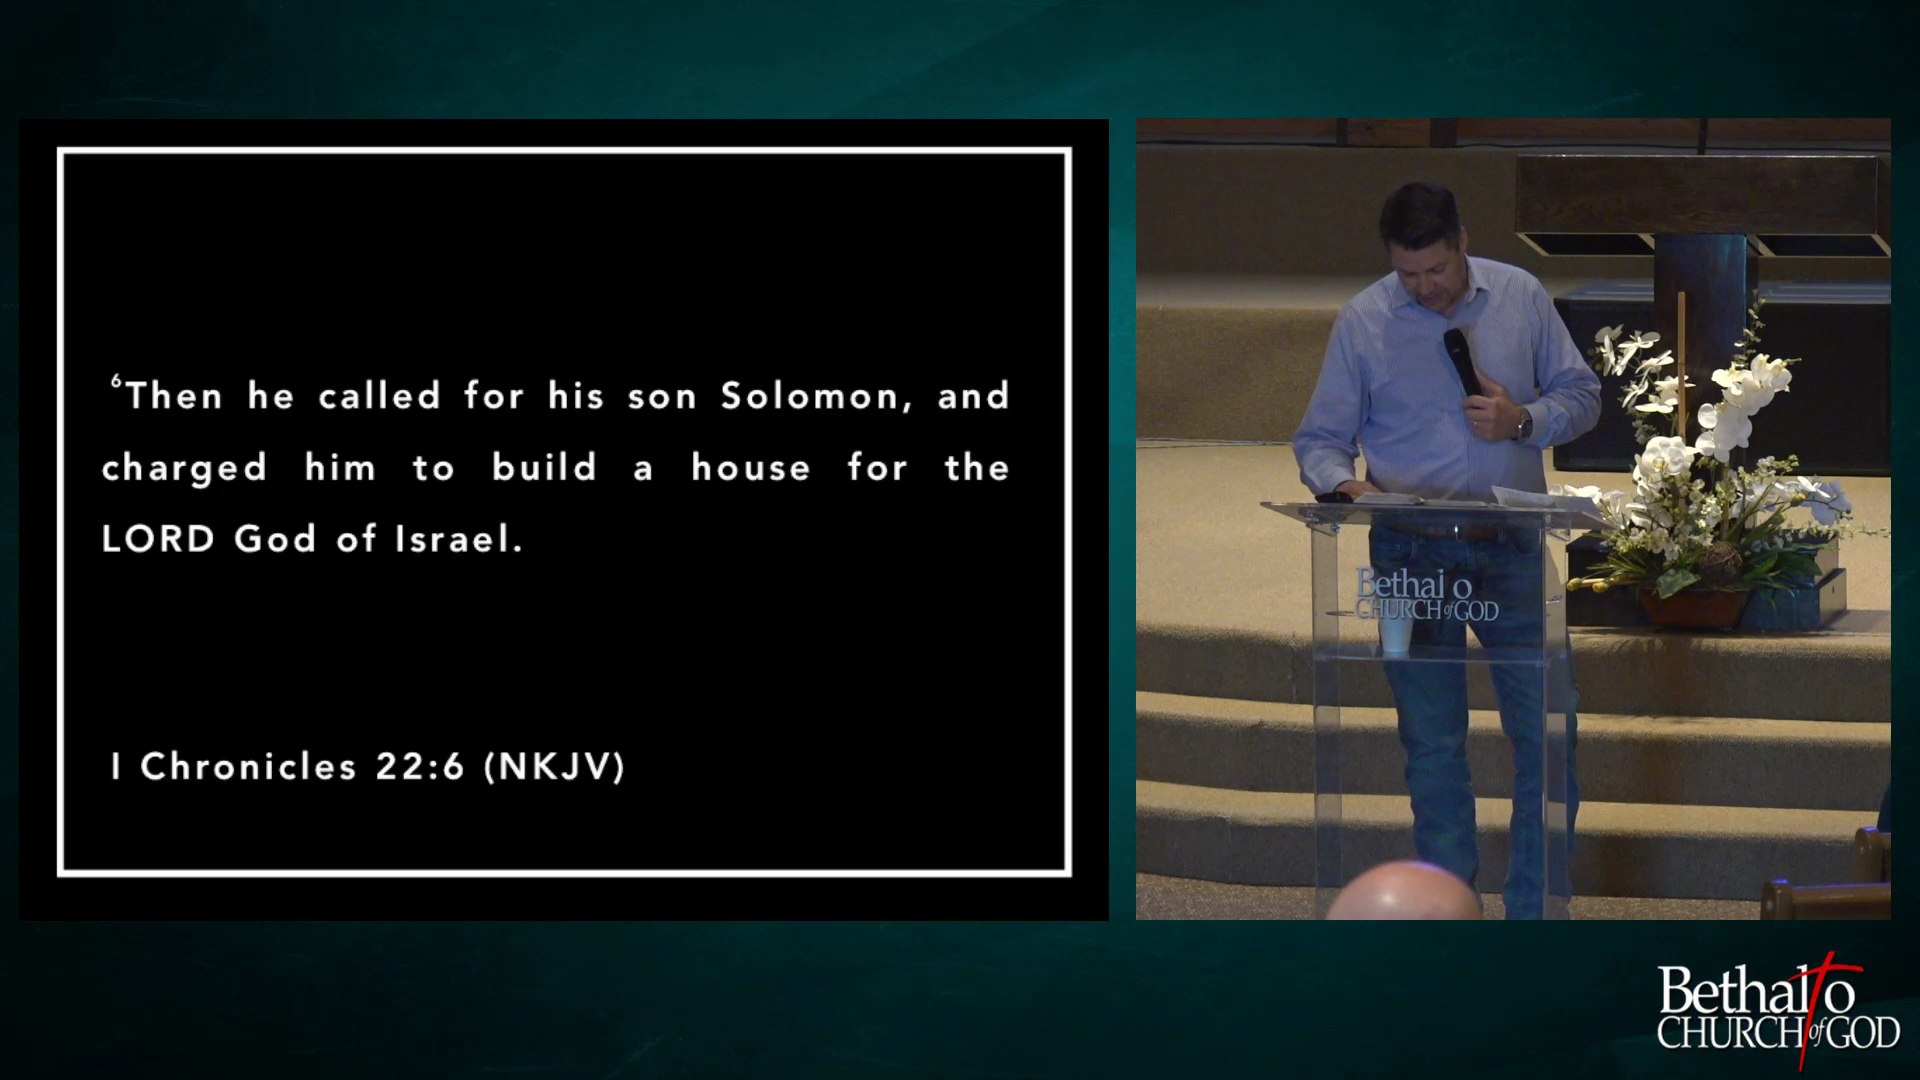 ⁶Then he called for his son Solomon, and
charged him to build a house for the
LORD God of Israel.
I Chronicles 22:6 (NKJV)
Bethalto
CHURCH of GOD
Bethalto
CHURCH of GOD